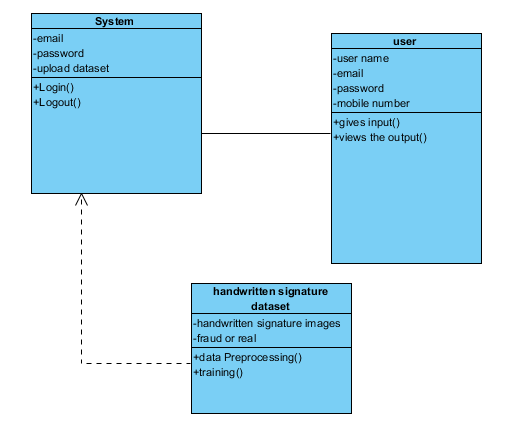 System
-email
-password
-upload dataset
+Login()
+Logout()
user
-user name
-email
-password
-mobile number
+gives input()
+views the output()
handwritten signature
dataset
-handwritten signature images
-fraud or real
+data Preprocessing()
+training()